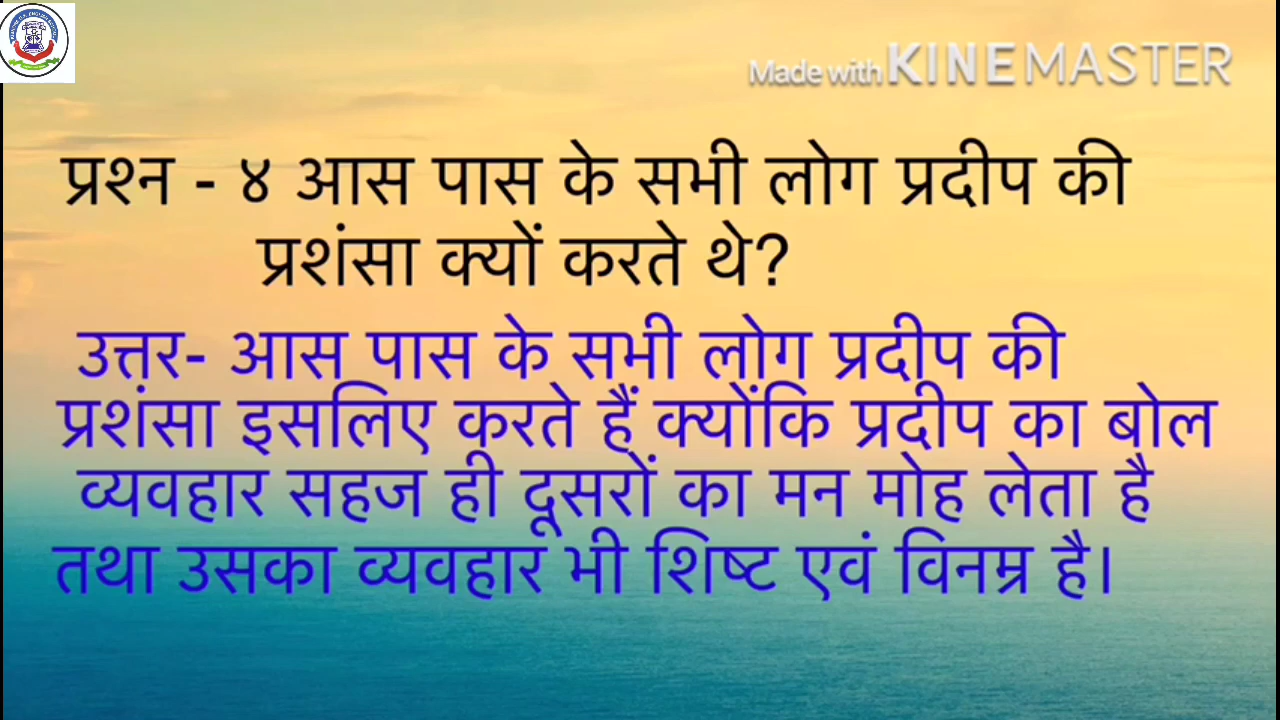 Made with KINEMASTER
प्रश्न - ४ आस पास के सभी लोग प्रदीप की
प्रशंसा क्यों करते थे?
उत्तर- आस पास के सभी लोग प्रदीप की
प्रशंसा इसलिए करते हैं क्योंकि प्रदीप का बोल
व्यवहार सहज ही दूसरों का मन मोह लेता है
तथा उसका व्यवहार भी शिष्ट एवं विनम्र है।